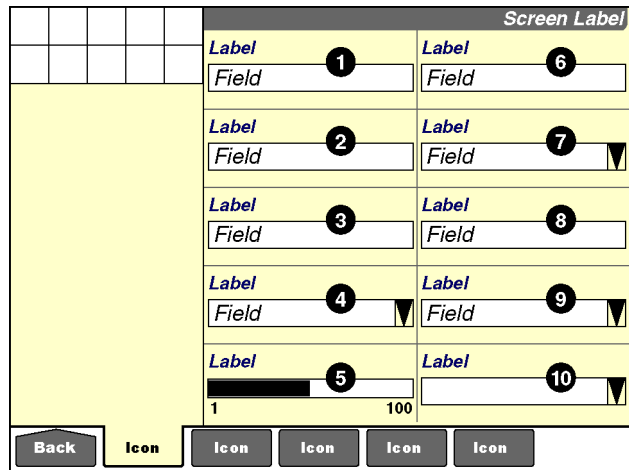 Screen Label
Label 1
Field
Label 2
Field
Label 3
Field
Label 4
Field
Label 5
1 100
Label 6
Field
Label 7
Field
Label 8
Field
Label 9
Field
Label 10
Back Icon Icon Icon Icon Icon